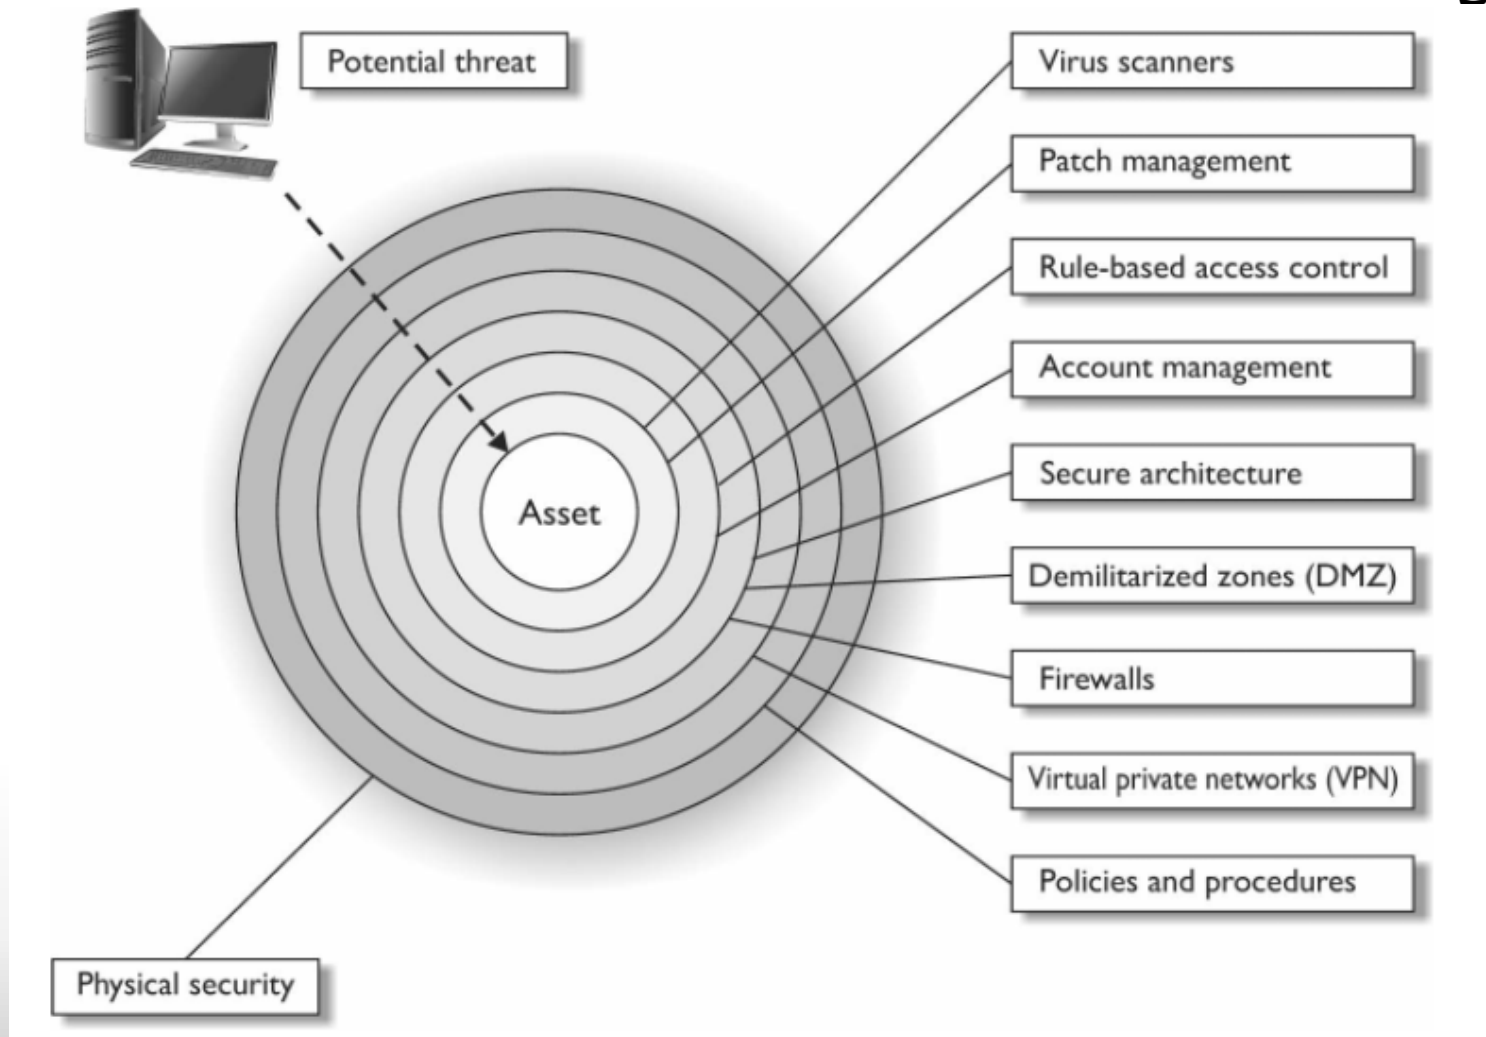 Potential threat
Virus scanners
Patch management
Rule-based access control
Account management
Secure architecture
Asset
Demilitarized zones (DMZ)
Firewalls
Virtual private networks (VPN)
Policies and procedures
Physical security